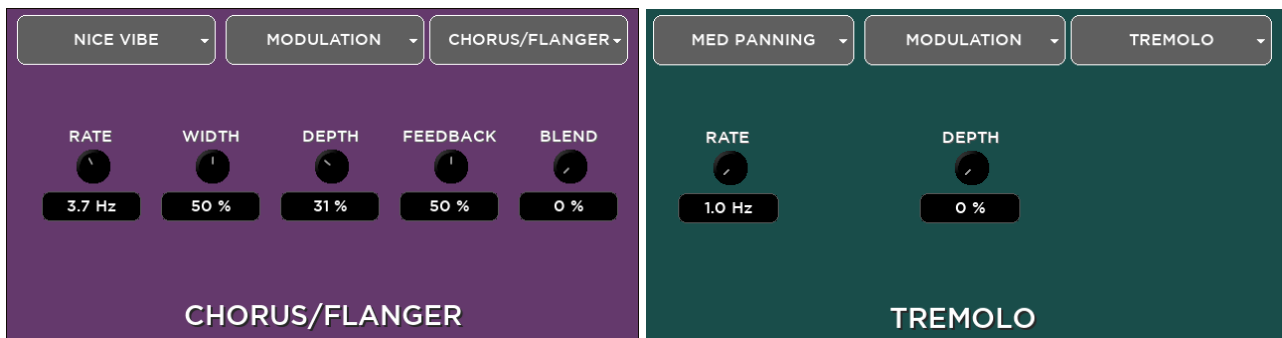 NICE VIBE MODULATION CHORUS/FLANGER
RATE WIDTH DEPTH FEEDBACK BLEND
3.7 Hz 50 % 31 % 50 % 0 %
CHORUS/FLANGER
MED PANNING MODULATION TREMOLO
RATE DEPTH
1.0 Hz 0 %
TREMOLO